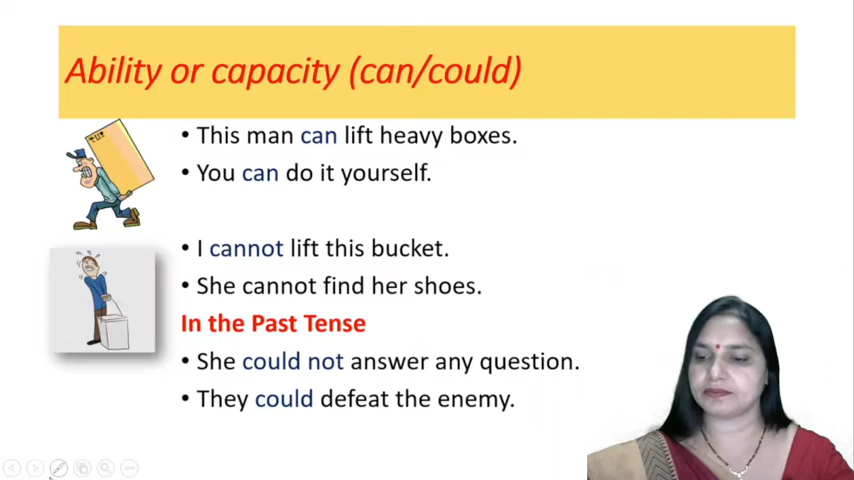 Ability or capacity (can/could)
• This man can lift heavy boxes.
• You can do it yourself.
• I cannot lift this bucket.
• She cannot find her shoes.
In the Past Tense
• She could not answer any question.
• They could defeat the enemy.